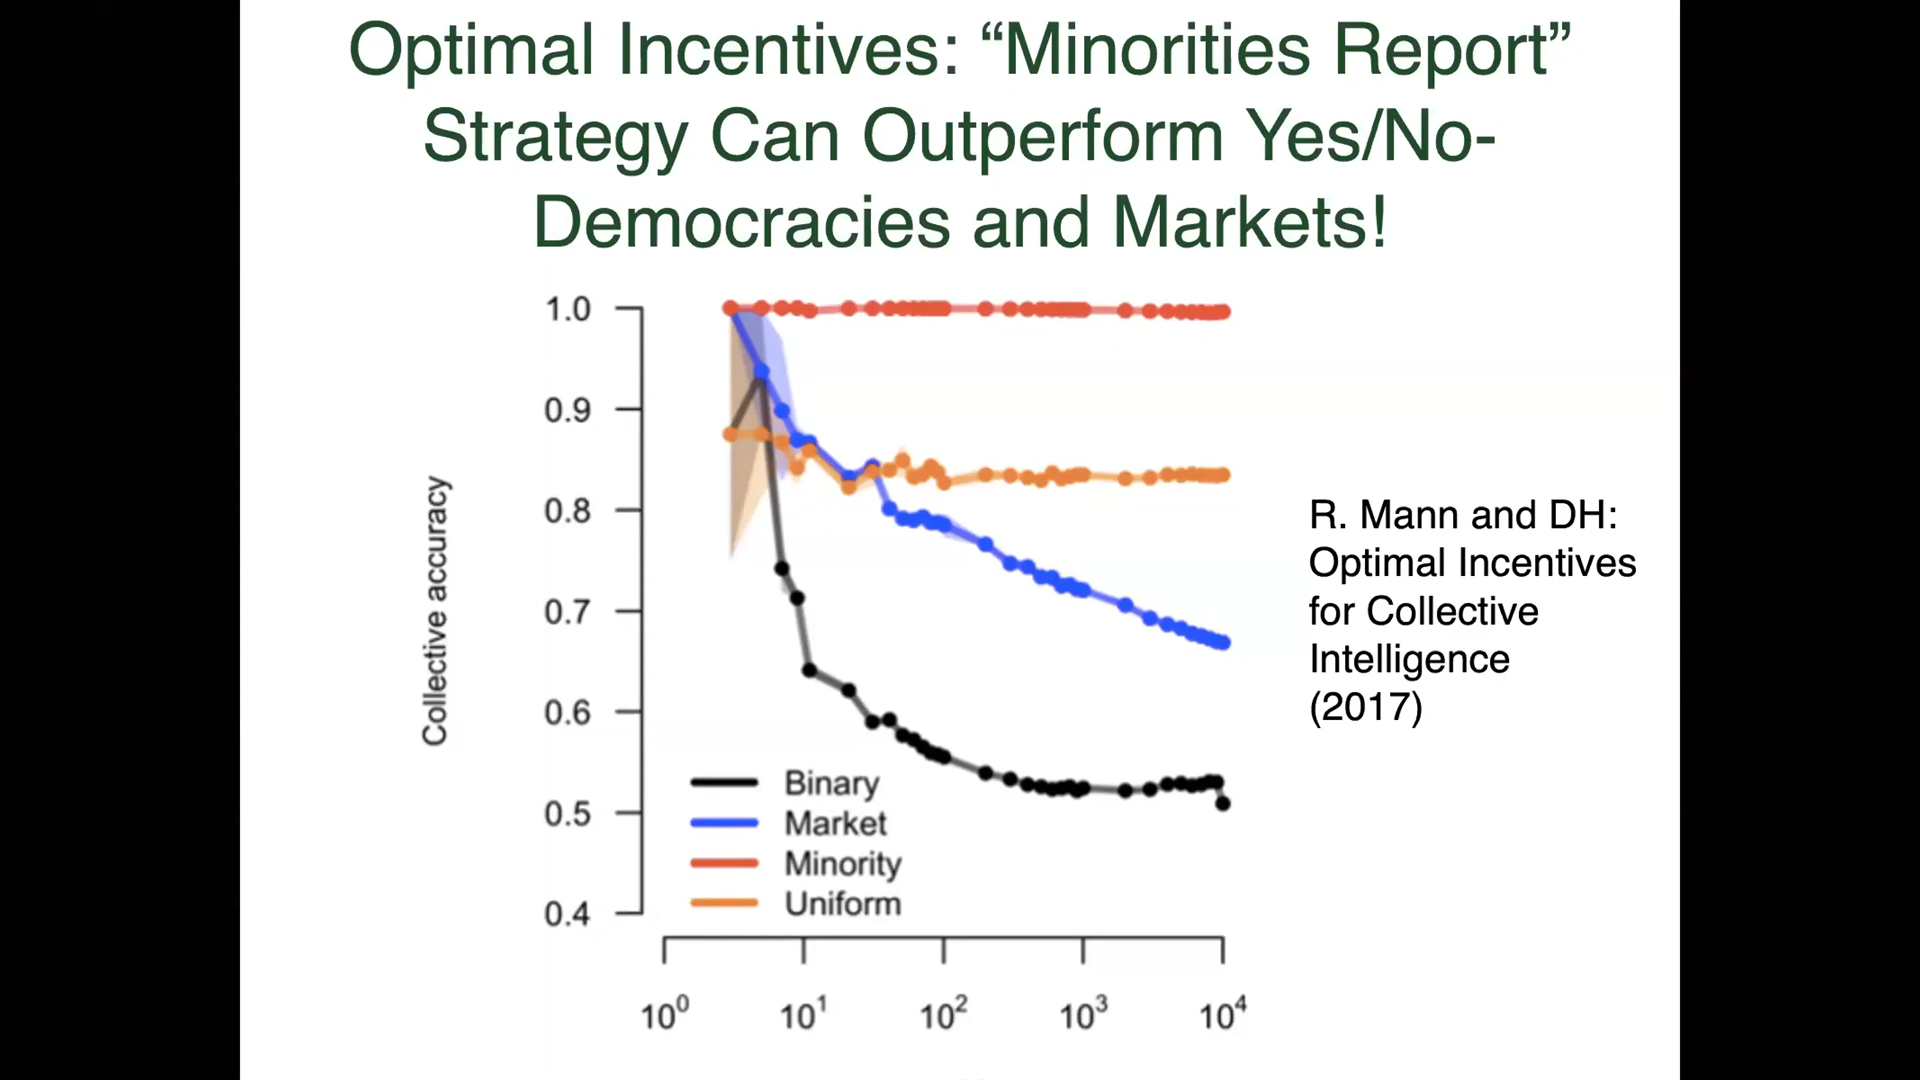 Optimal Incentives: “Minorities Report”
Strategy Can Outperform Yes/No-
Democracies and Markets!
1.0
0.9
0.8
0.7
0.6
0.5
0.4
Collective accuracy
Binary
Market
Minority
Uniform
10⁰ 10¹ 10² 10³ 10⁴
R. Mann and DH:
Optimal Incentives
for Collective
Intelligence
(2017)